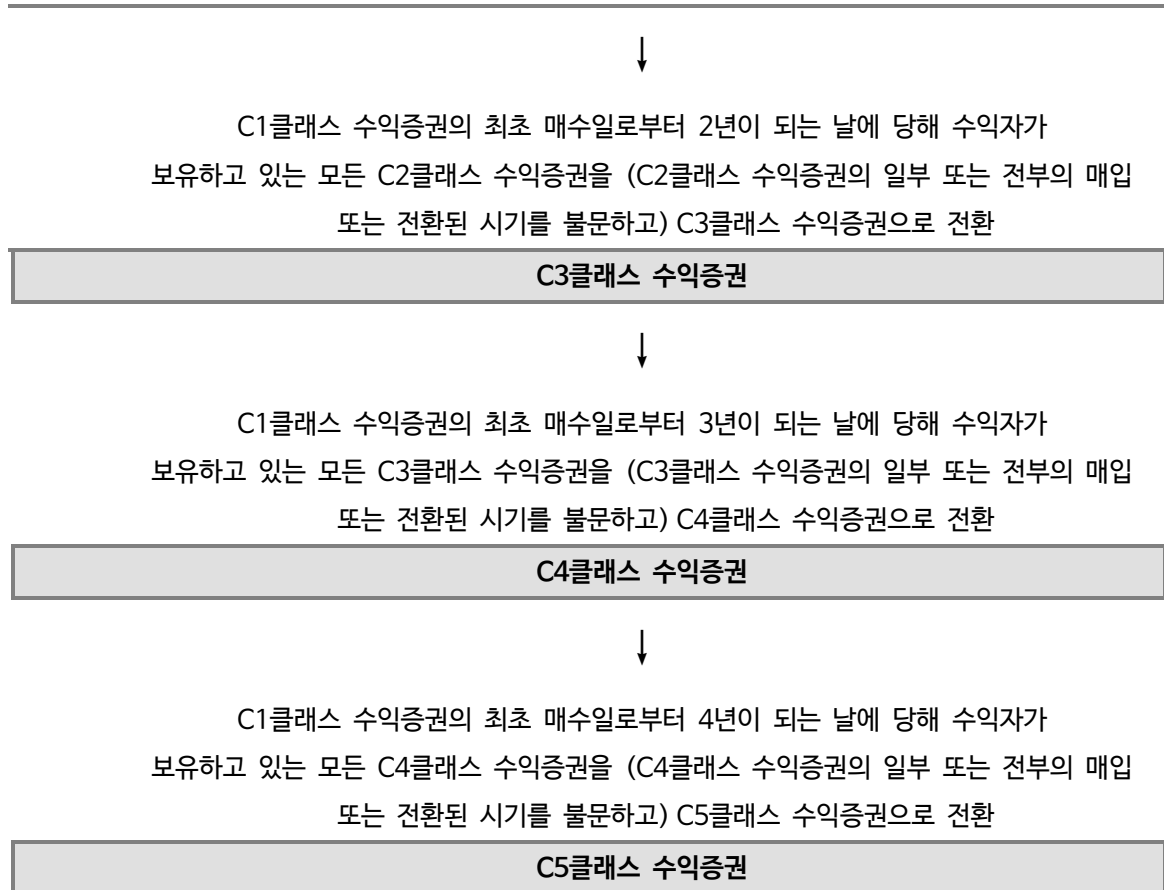 ↓
C1클래스 수익증권의 최초 매수일로부터 2년이 되는 날에 당해 수익자가
보유하고 있는 모든 C2클래스 수익증권을 (C2클래스 수익증권의 일부 또는 전부의 매입
또는 전환된 시기를 불문하고) C3클래스 수익증권으로 전환
C3클래스 수익증권
↓
C1클래스 수익증권의 최초 매수일로부터 3년이 되는 날에 당해 수익자가
보유하고 있는 모든 C3클래스 수익증권을 (C3클래스 수익증권의 일부 또는 전부의 매입
또는 전환된 시기를 불문하고) C4클래스 수익증권으로 전환
C4클래스 수익증권
↓
C1클래스 수익증권의 최초 매수일로부터 4년이 되는 날에 당해 수익자가
보유하고 있는 모든 C4클래스 수익증권을 (C4클래스 수익증권의 일부 또는 전부의 매입
또는 전환된 시기를 불문하고) C5클래스 수익증권으로 전환
C5클래스 수익증권